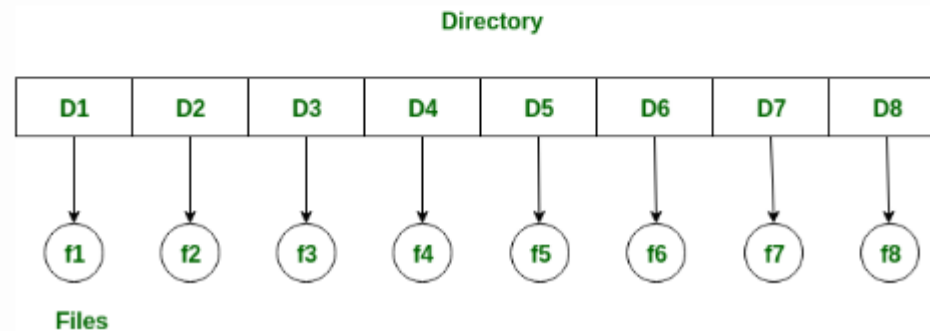 Directory
D1 D2 D3 D4 D5 D6 D7 D8
f1 f2 f3 f4 f5 f6 f7 f8
Files